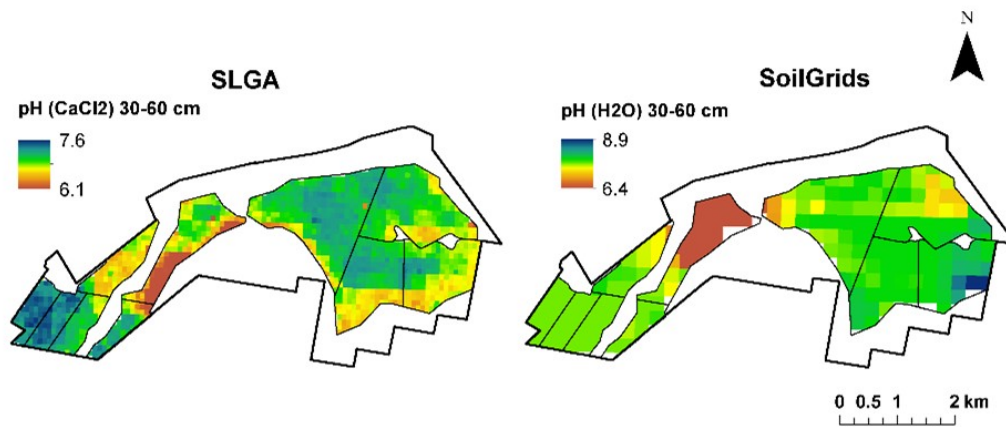 N
SLGA
SoilGrids
pH (CaCl2) 30-60 cm
7.6
6.1
pH (H2O) 30-60 cm
8.9
6.4
0 0.5 1 2 km